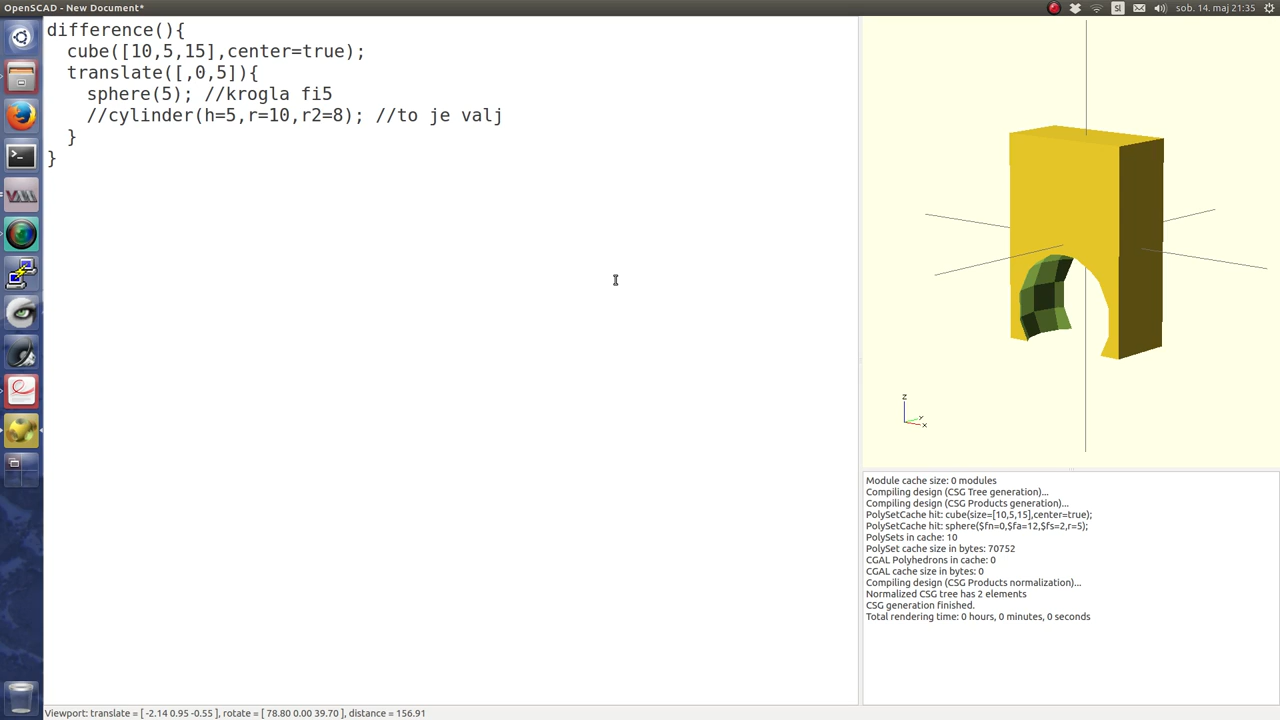 OpenSCAD - New Document*
Sl
sob. 14. maj 21:35
difference(){
cube([10,5,15],center=true);
translate([,0,5]){
sphere(5); //krogla fi5
//cylinder(h=5,r=10,r2=8); //to je valj
}
}
Z
Y
X
Module cache size: 0 modules
Compiling design (CSG Tree generation)...
Compiling design (CSG Products generation)...
PolySetCache hit: cube(size=[10,5,15],center=true);
PolySetCache hit: sphere($fn=0,$fa=12,$fs=2,r=5);
PolySets in cache: 10
PolySet cache size in bytes: 70752
CGAL Polyhedrons in cache: 0
CGAL cache size in bytes: 0
Compiling design (CSG Products normalization)...
Normalized CSG tree has 2 elements
CSG generation finished.
Total rendering time: 0 hours, 0 minutes, 0 seconds
Viewport: translate = [ -2.14 0.95 -0.55 ], rotate = [ 78.80 0.00 39.70 ], distance = 156.91